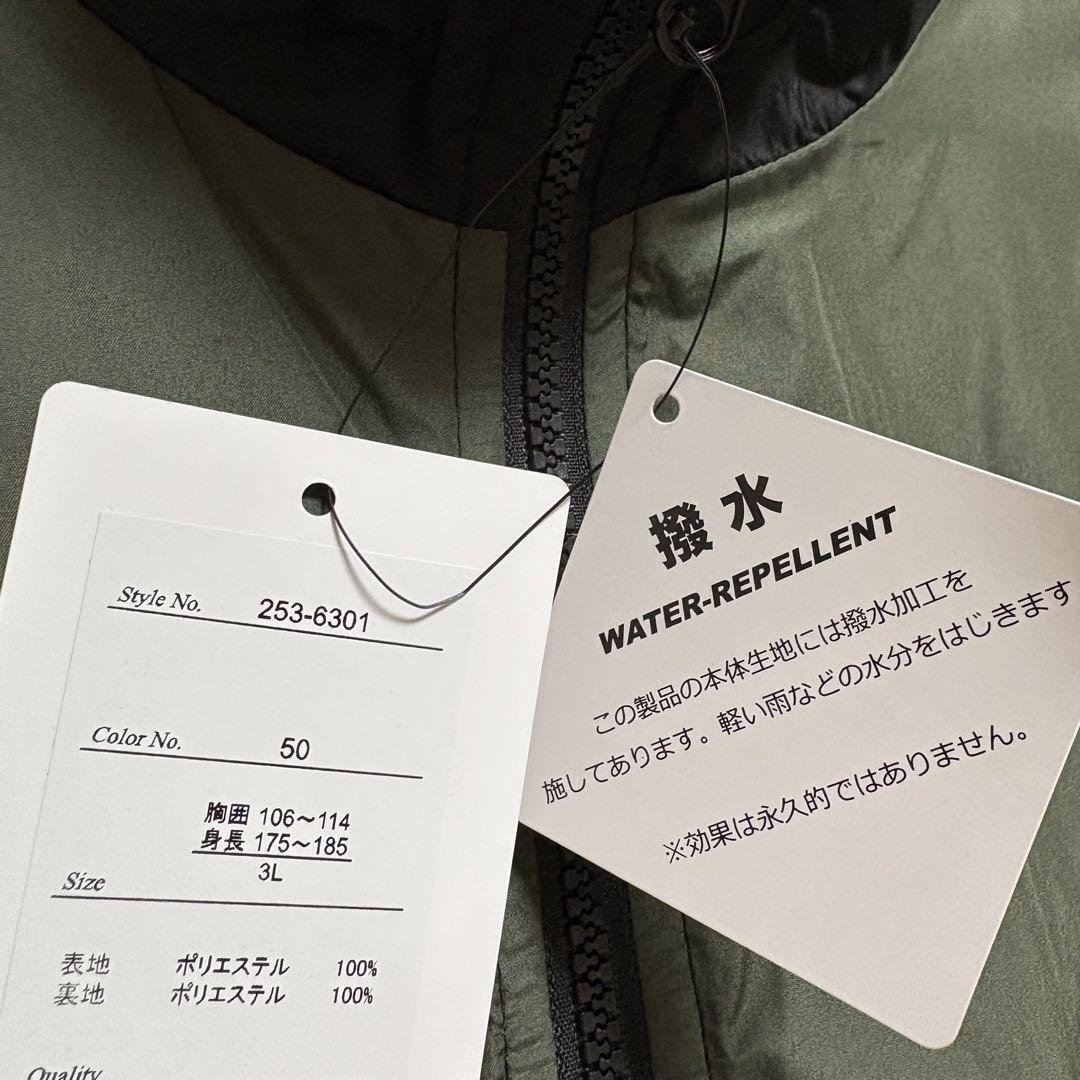 Style No. 253-6301
Color No. 50
胸囲 106～114
身長 175～185
3L
Size
表地 ポリエステル 100%
裏地 ポリエステル 100%
Quality
撥水
WATER-REPELLENT
この製品の本体生地には撥水加工を
施してあります。軽い雨などの水分をはじきます
※効果は永久的ではありません。